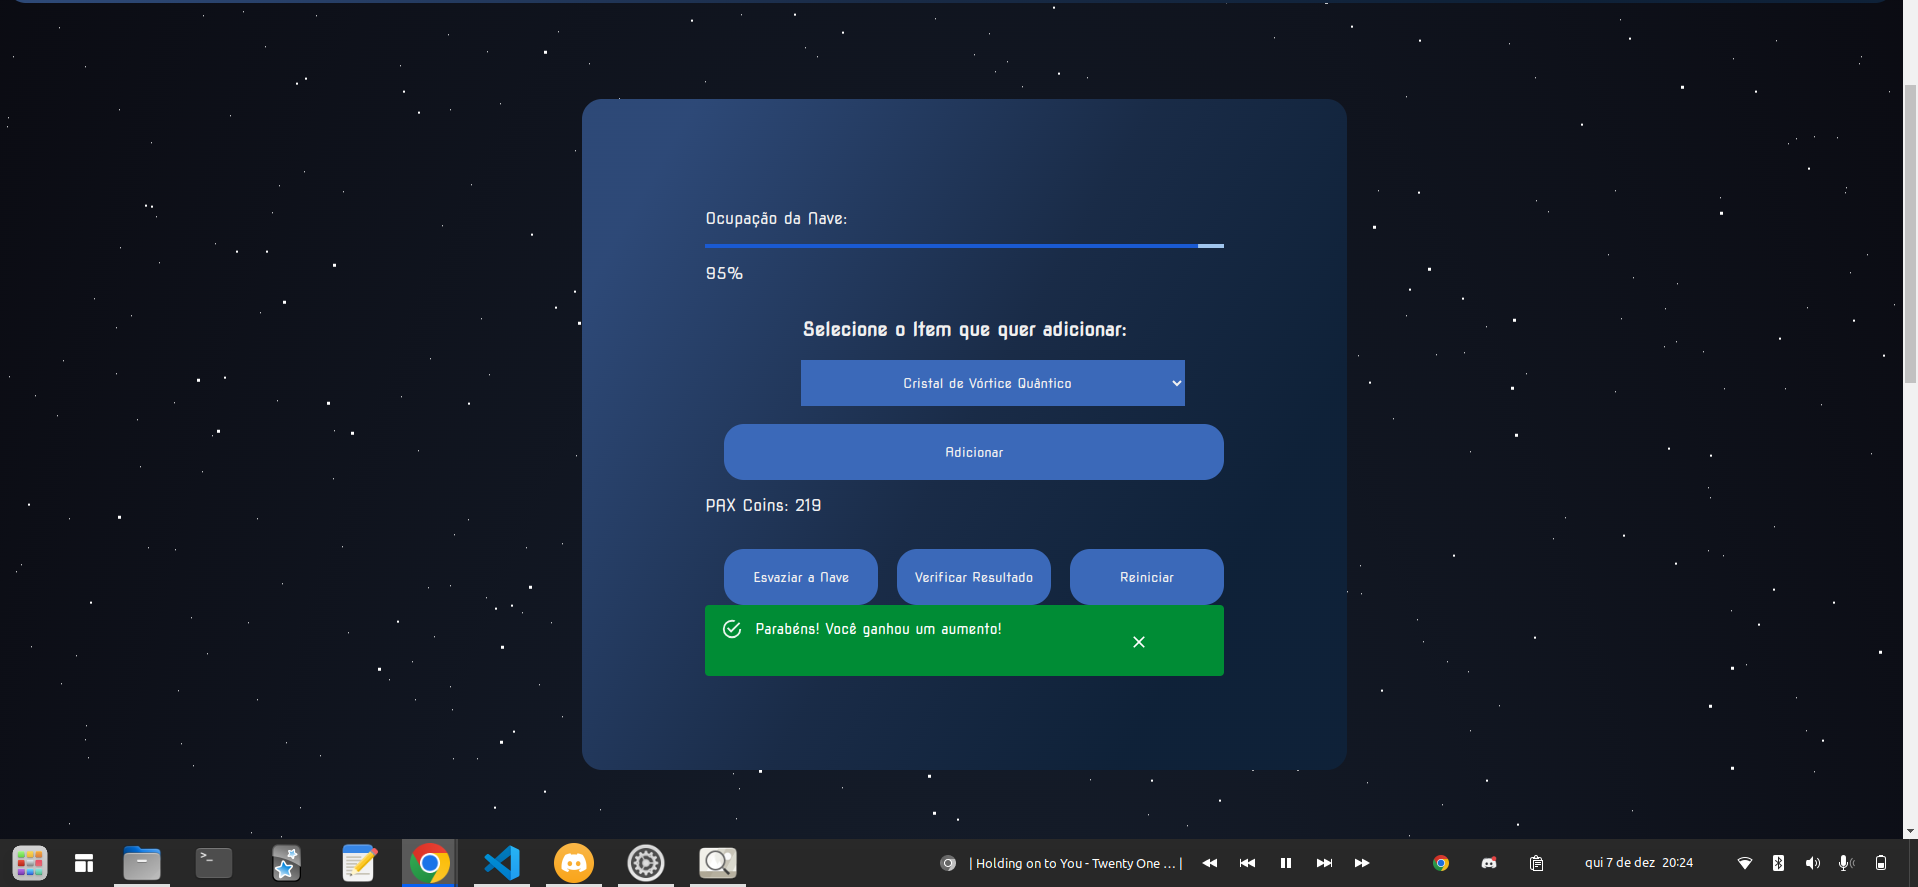 Ocupação da Nave:
95%
Selecione o Item que quer adicionar:
Cristal de Vórtice Quântico
Adicionar
PAX Coins: 219
Esvaziar a Nave
Verificar Resultado
Reiniciar
Parabéns! Você ganhou um aumento!
>_
| Holding on to You - Twenty One ... |
qui 7 de dez 20:24